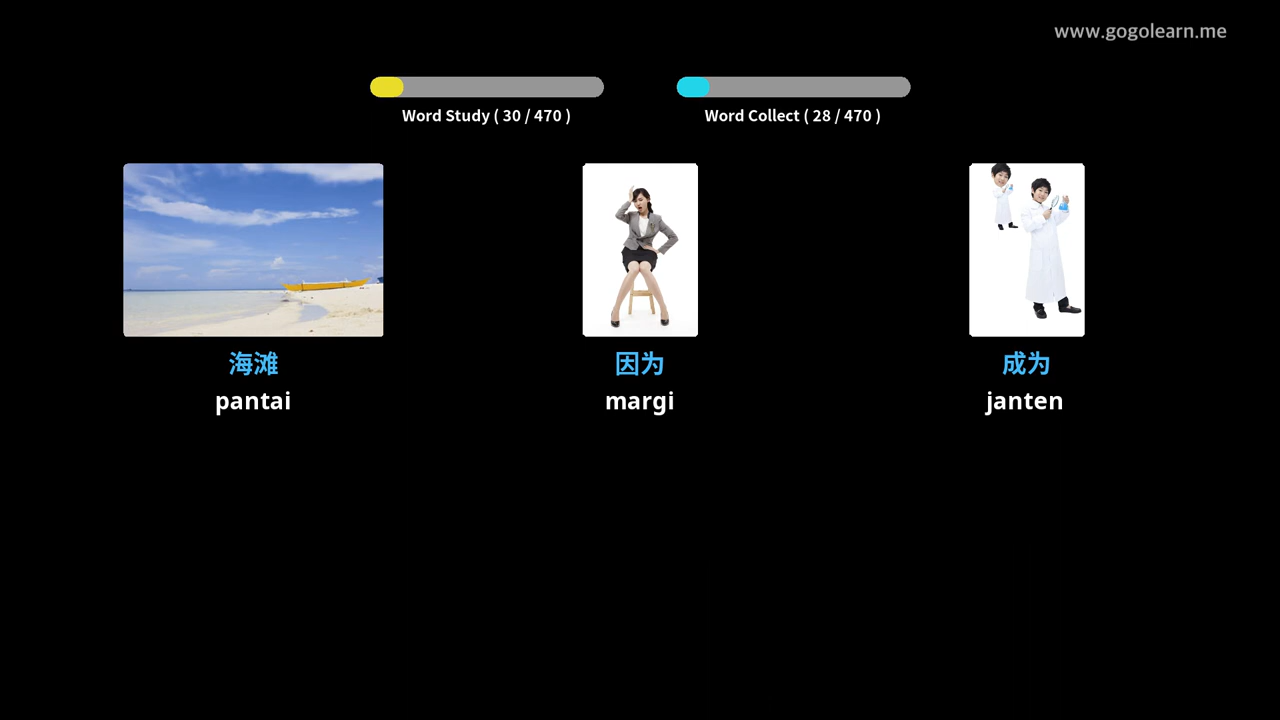 www.gogolearn.me
Word Study ( 30 / 470 )
Word Collect ( 28 / 470 )
海滩
因为
成为
pantai
margi
janten